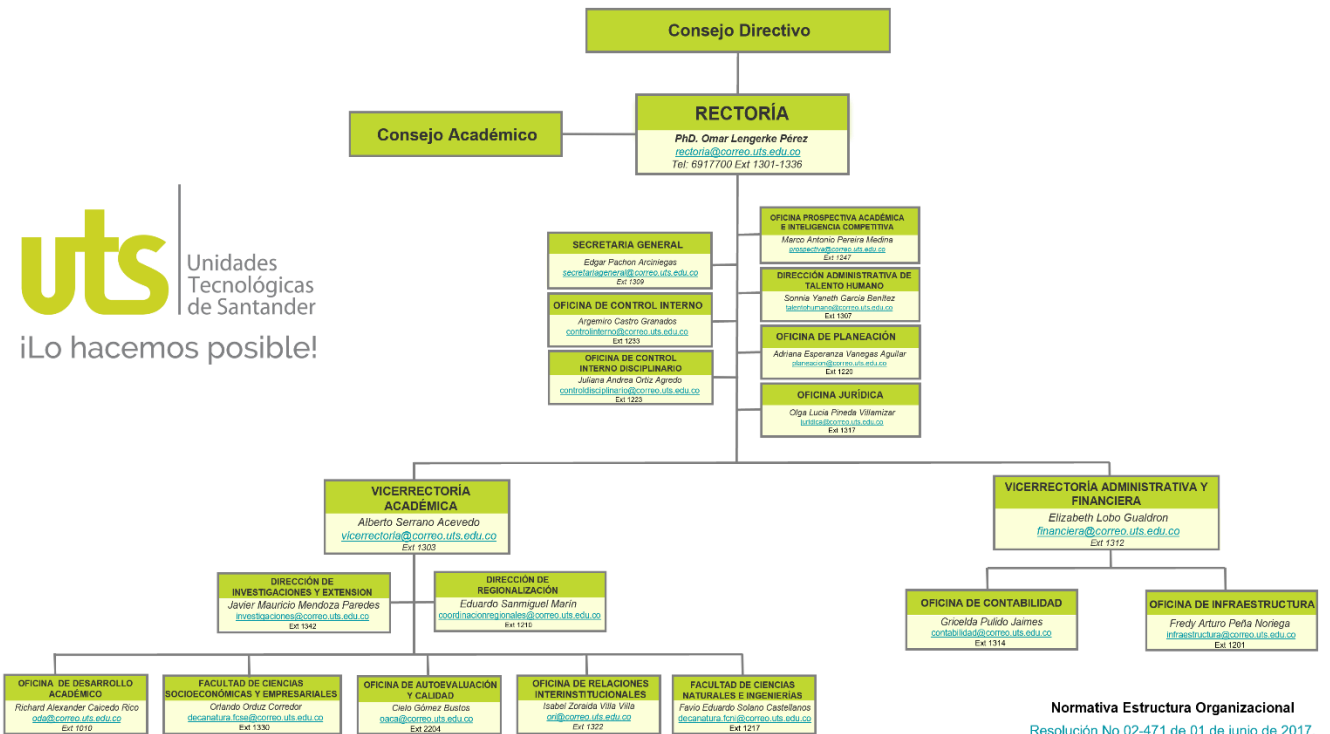 Consejo Directivo
RECTORÍA
PhD. Omar Lengerke Pérez
rectoria@correo.uts.edu.co
Tel: 6917700 Ext 1301-1336
Consejo Académico
uts
Unidades
Tecnológicas
de Santander
¡Lo hacemos posible!
SECRETARIA GENERAL
Edgar Pachon Arciniegas
secretariageneral@correo.uts.edu.co
Ext 1309
OFICINA DE CONTROL INTERNO
Argemiro Castro Granados
controlinterno@correo.uts.edu.co
Ext 1233
OFICINA DE CONTROL
INTERNO DISCIPLINARIO
Juliana Andrea Ortiz Agredo
controldisciplinario@correo.uts.edu.co
Ext 1223
OFICINA PROSPECTIVA ACADÉMICA
E INTELIGENCIA COMPETITIVA
Marco Antonio Pereira Medina
prospectiva@correo.uts.edu.co
Ext 1247
DIRECCIÓN ADMINISTRATIVA DE
TALENTO HUMANO
Sonnia Yaneth García Benítez
talentohumano@correo.uts.edu.co
Ext 1307
OFICINA DE PLANEACIÓN
Adriana Esperanza Vanegas Aguilar
planeacion@correo.uts.edu.co
Ext 1220
OFICINA JURÍDICA
Olga Lucia Pineda Villamizar
juridica@correo.uts.edu.co
Ext 1317
VICERRECTORÍA
ACADÉMICA
Alberto Serrano Acevedo
vicerrectoria@correo.uts.edu.co
Ext 1303
VICERRECTORÍA ADMINISTRATIVA Y
FINANCIERA
Elizabeth Lobo Gualdron
financiera@correo.uts.edu.co
Ext 1312
DIRECCIÓN DE
INVESTIGACIONES Y EXTENSION
Javier Mauricio Mendoza Paredes
investigaciones@correo.uts.edu.co
Ext 1342
DIRECCIÓN DE
REGIONALIZACIÓN
Eduardo Sanmiguel Marín
coordinacionregionales@correo.uts.edu.co
Ext 1210
OFICINA DE CONTABILIDAD
Gricelda Pulido Jaimes
contabilidad@correo.uts.edu.co
Ext 1314
OFICINA DE INFRAESTRUCTURA
Fredy Arturo Peña Noriega
infraestructura@correo.uts.edu.co
Ext 1201
OFICINA DE DESARROLLO
ACADÉMICO
Richard Alexander Caicedo Rico
oda@correo.uts.edu.co
Ext 1010
FACULTAD DE CIENCIAS
SOCIOECONÓMICAS Y EMPRESARIALES
Orlando Orduz Corredor
decanatura.fcse@correo.uts.edu.co
Ext 1330
OFICINA DE AUTOEVALUACIÓN
Y CALIDAD
Cielo Gómez Bustos
oaca@correo.uts.edu.co
Ext 2204
OFICINA DE RELACIONES
INTERINSTITUCIONALES
Isabel Zoraida Villa Villa
ori@correo.uts.edu.co
Ext 1322
FACULTAD DE CIENCIAS
NATURALES E INGENIERÍAS
Favio Eduardo Solano Castellanos
decanatura.fcni@correo.uts.edu.co
Ext 1217
Normativa Estructura Organizacional
Resolución No 02-471 de 01 de junio de 2017